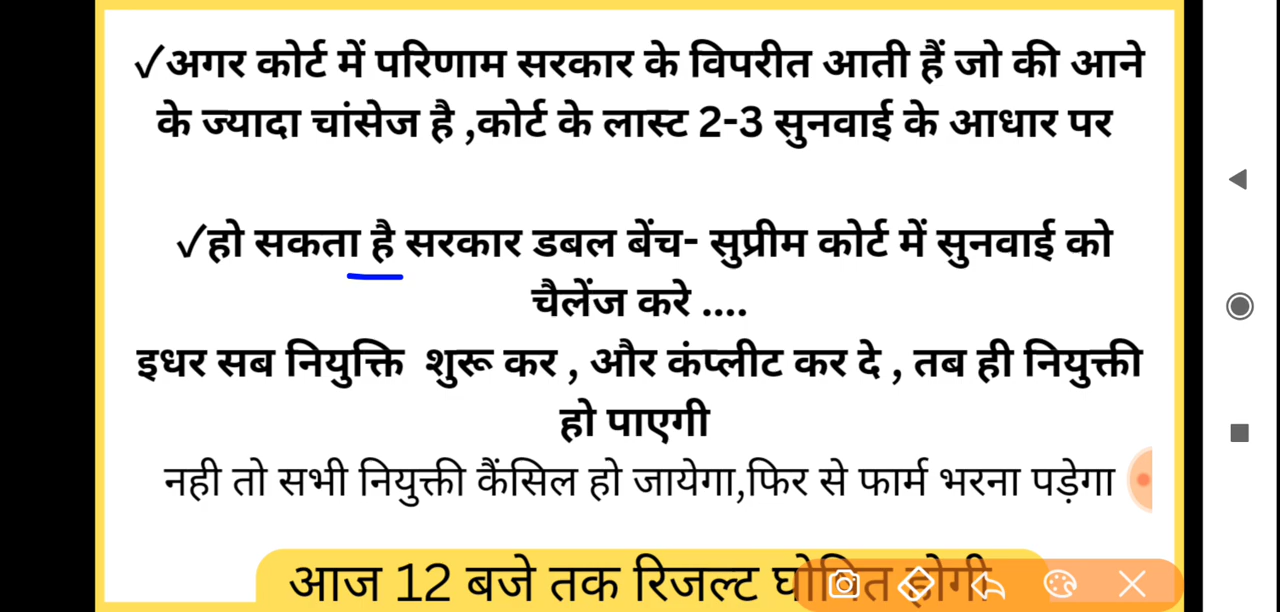 ✓अगर कोर्ट में परिणाम सरकार के विपरीत आती हैं जो की आने
के ज्यादा चांसेज है ,कोर्ट के लास्ट 2-3 सुनवाई के आधार पर
✓हो सकता है सरकार डबल बेंच- सुप्रीम कोर्ट में सुनवाई को
चैलेंज करे ....
इधर सब नियुक्ति शुरू कर , और कंप्लीट कर दे , तब ही नियुक्ती
हो पाएगी
नही तो सभी नियुक्ती कैंसिल हो जायेगा,फिर से फार्म भरना पड़ेगा
आज 12 बजे तक रिजल्ट घोषित होगी